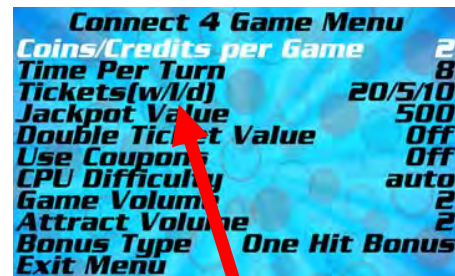 Connect 4 Game Menu
Coins/Credits per Game 2
Time Per Turn 8
Tickets(w/l/d) 20/5/10
Jackpot Value 500
Double Ticket Value Off
Use Coupons Off
CPU Difficulty auto
Game Volume 2
Attract Volume 2
Bonus Type One Hit Bonus
Exit Menu